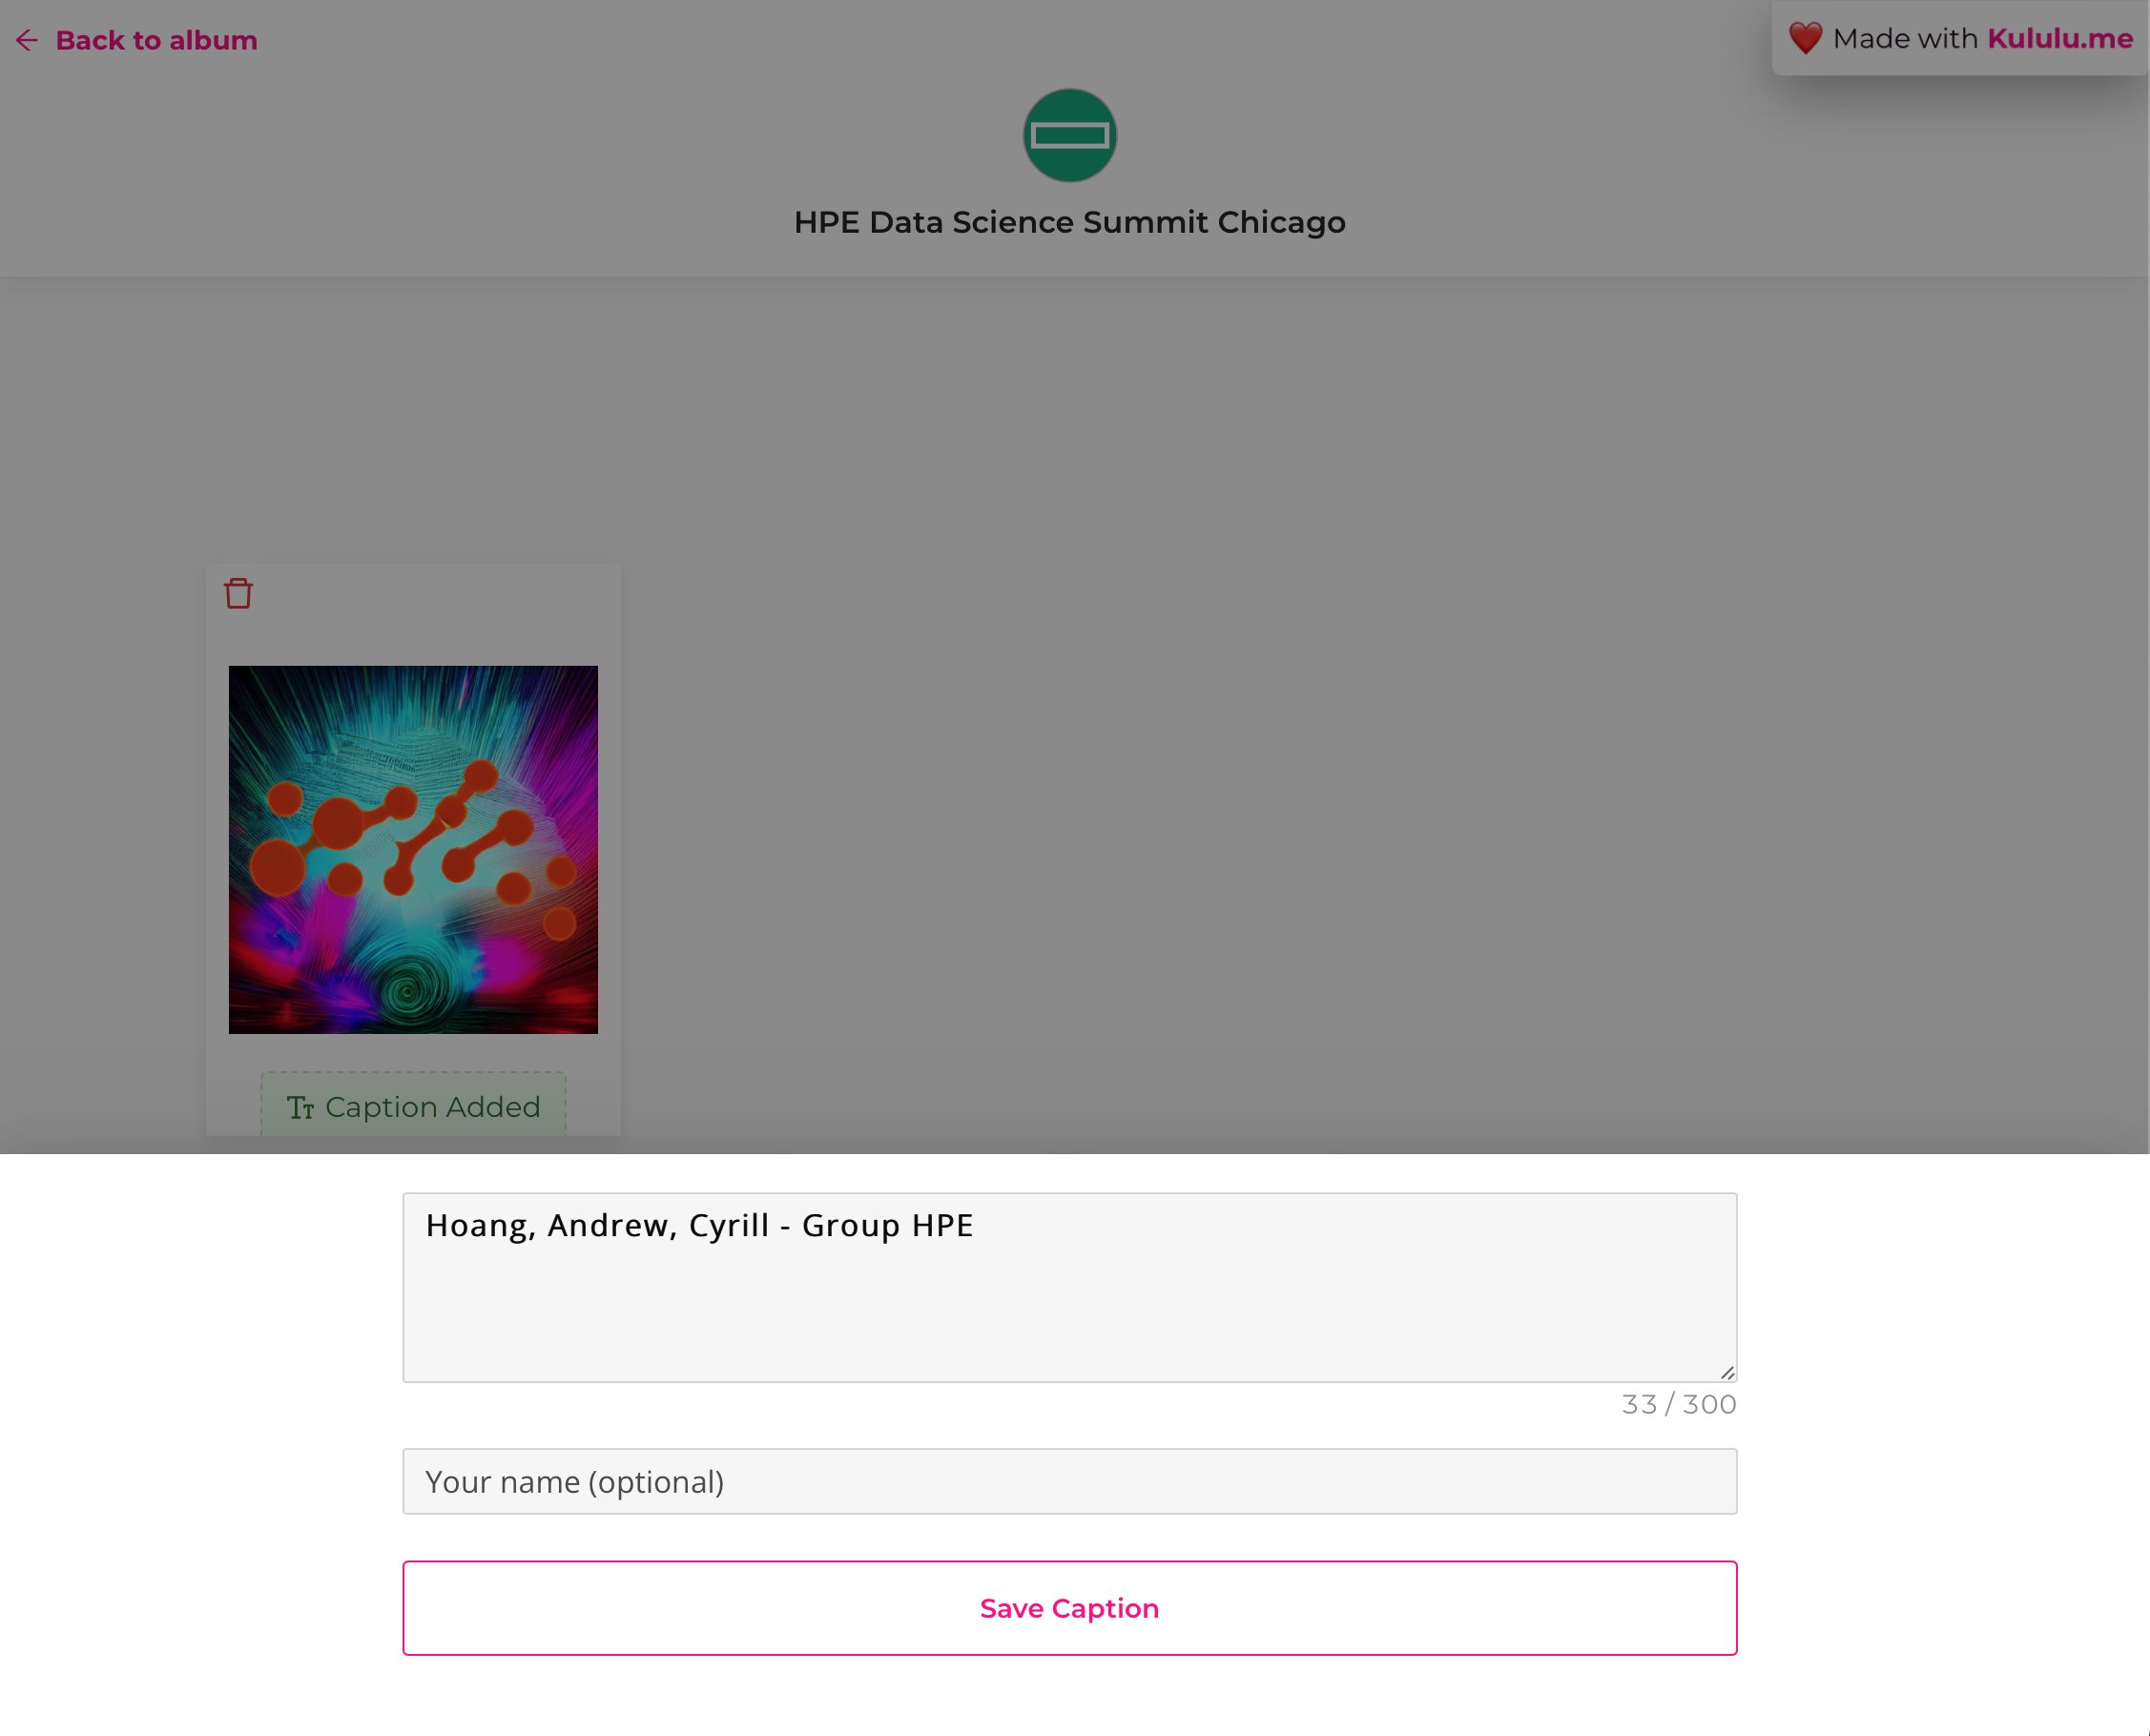 Back to album
❤️ Made with Kululu.me
HPE Data Science Summit Chicago
Caption Added
Hoang, Andrew, Cyrill - Group HPE
33 / 300
Your name (optional)
Save Caption